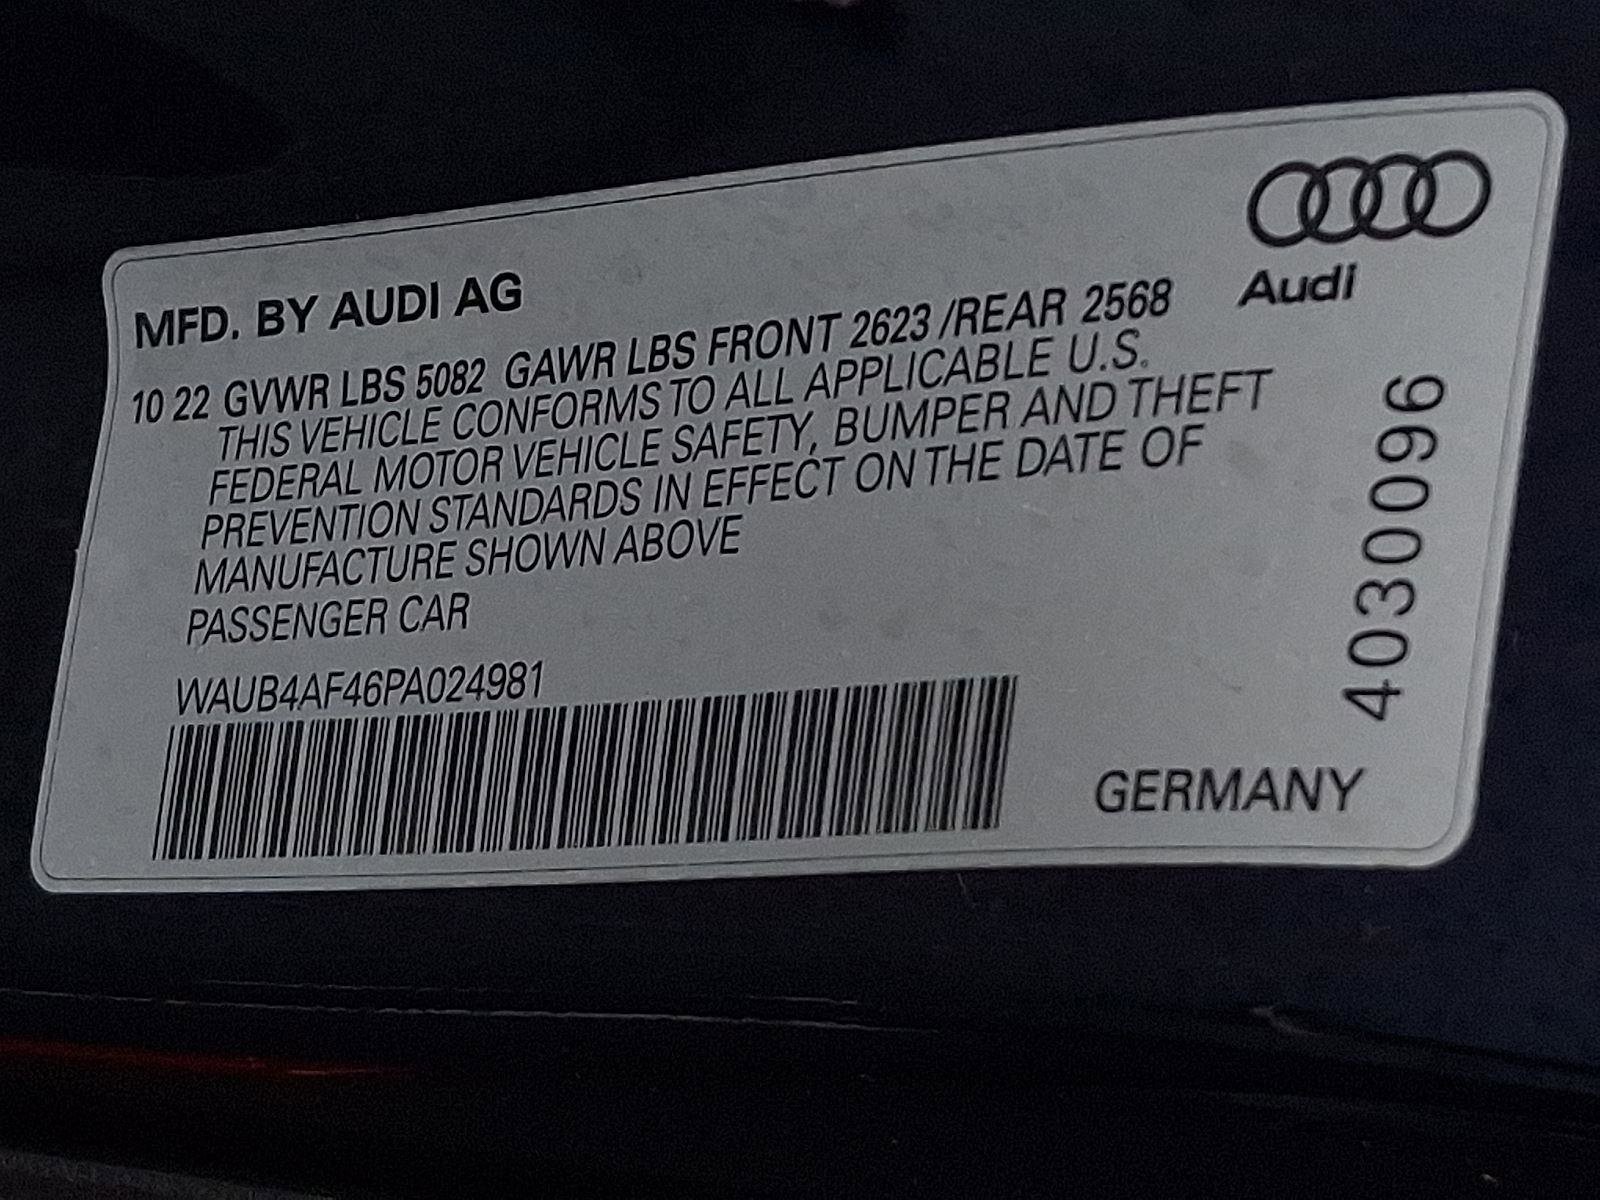 Audi
MFD. BY AUDI AG
10 22 GVWR LBS 5082 GAWR LBS FRONT 2623 /REAR 2568
THIS VEHICLE CONFORMS TO ALL APPLICABLE U.S.
FEDERAL MOTOR VEHICLE SAFETY, BUMPER AND THEFT
PREVENTION STANDARDS IN EFFECT ON THE DATE OF
MANUFACTURE SHOWN ABOVE
PASSENGER CAR
WAUB4AF46PA024981
GERMANY
4030096